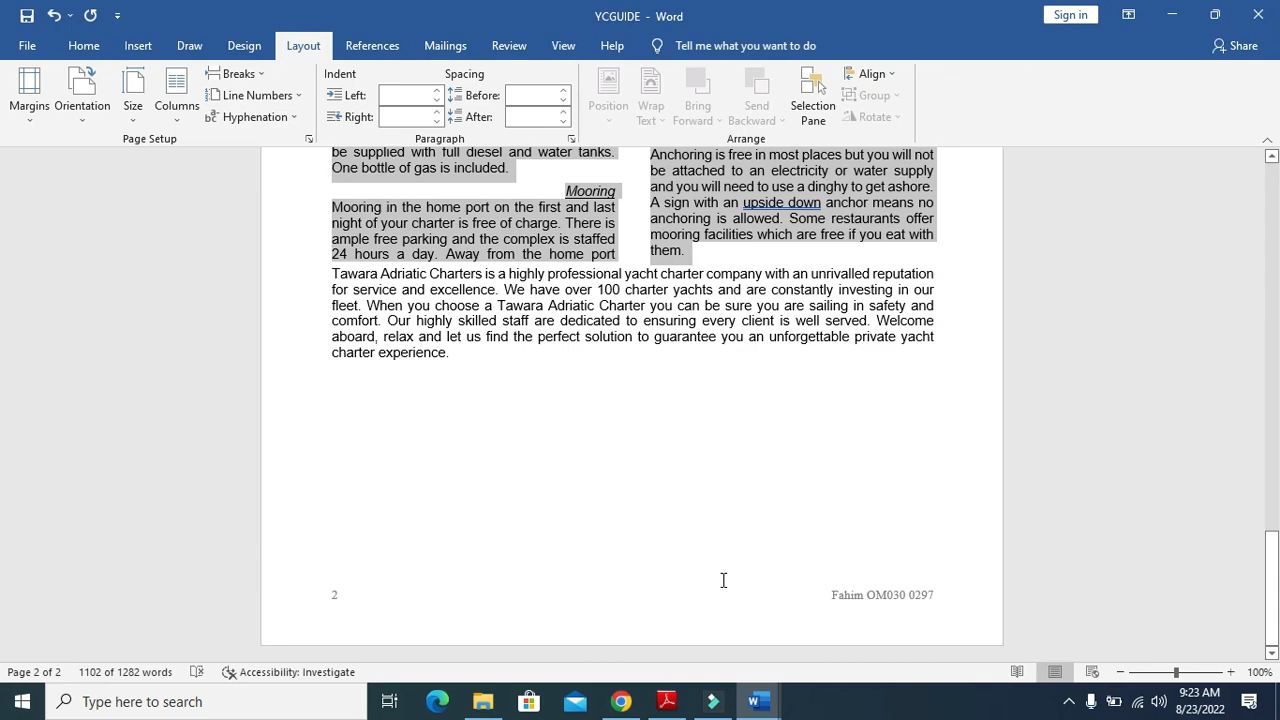 YCGUIDE - Word
Sign in
File Home Insert Draw Design Layout References Mailings Review View Help Tell me what you want to do Share
Margins
Orientation
Size
Columns
Breaks
Line Numbers
Hyphenation
Page Setup
Indent
Left:
Right:
Spacing
Before:
After:
Paragraph
Position
Wrap Text
Bring Forward
Send Backward
Selection Pane
Align
Group
Rotate
Arrange
be supplied with full diesel and water tanks.
One bottle of gas is included.
Mooring
Mooring in the home port on the first and last
night of your charter is free of charge. There is
ample free parking and the complex is staffed
24 hours a day. Away from the home port
Anchoring is free in most places but you will not
be attached to an electricity or water supply
and you will need to use a dinghy to get ashore.
A sign with an upside down anchor means no
anchoring is allowed. Some restaurants offer
mooring facilities which are free if you eat with
them.
Tawara Adriatic Charters is a highly professional yacht charter company with an unrivalled reputation
for service and excellence. We have over 100 charter yachts and are constantly investing in our
fleet. When you choose a Tawara Adriatic Charter you can be sure you are sailing in safety and
comfort. Our highly skilled staff are dedicated to ensuring every client is well served. Welcome
aboard, relax and let us find the perfect solution to guarantee you an unforgettable private yacht
charter experience.
2
Fahim OM030 0297
Page 2 of 2 1102 of 1282 words Accessibility: Investigate 100%
Type here to search
9:23 AM
8/23/2022